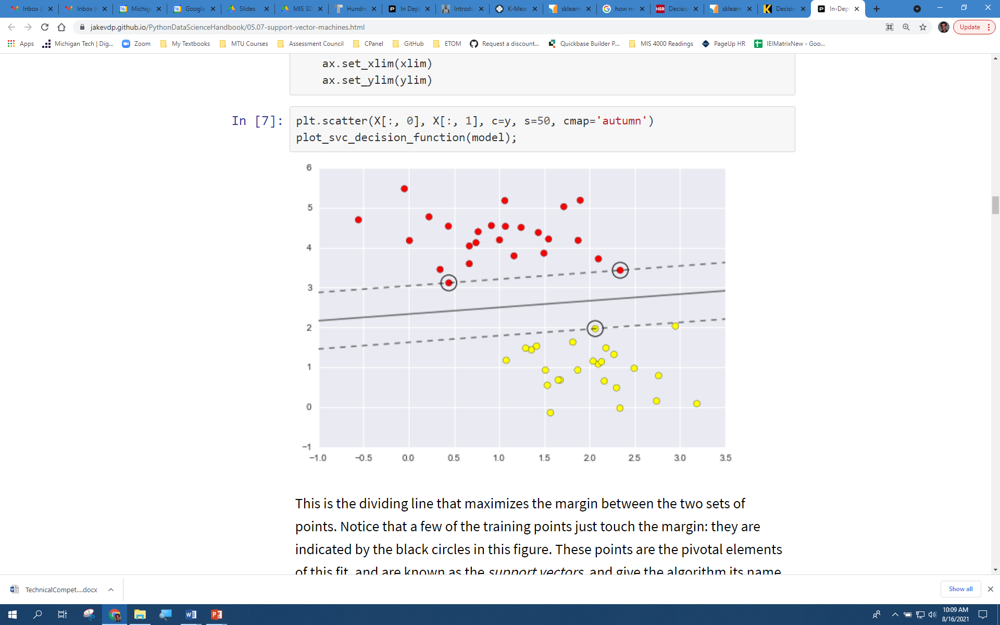 Inbox (
Inbox (
Michig
Google
Slides -
MIS 32
Hundre
In Dept
Introdu
K-Mea
sklearn.
how m
Decisio
sklearn
Decisio
In-Dep
jakevdp.github.io/PythonDataScienceHandbook/05.07-support-vector-machines.html
Update
Apps
Michigan Tech | Dig...
Zoom
My Textbooks
MTU Courses
Assessment Council
CPanel
GitHub
ETOM
Request a discount...
Quickbase Builder P...
MIS 4000 Readings
PageUp HR
IEIMatrixNew - Goo...
ax.set_xlim(xlim)
ax.set_ylim(ylim)
In [7]:
plt.scatter(X[:, 0], X[:, 1], c=y, s=50, cmap='autumn')
plot_svc_decision_function(model);
6
5
4
3
2
1
0
−1
−1.0 −0.5 0.0 0.5 1.0 1.5 2.0 2.5 3.0 3.5
This is the dividing line that maximizes the margin between the two sets of
points. Notice that a few of the training points just touch the margin: they are
indicated by the black circles in this figure. These points are the pivotal elements
of this fit, and are known as the support vectors, and give the algorithm its name.
TechnicalCompet....docx
Show all
10:09 AM
8/16/2021